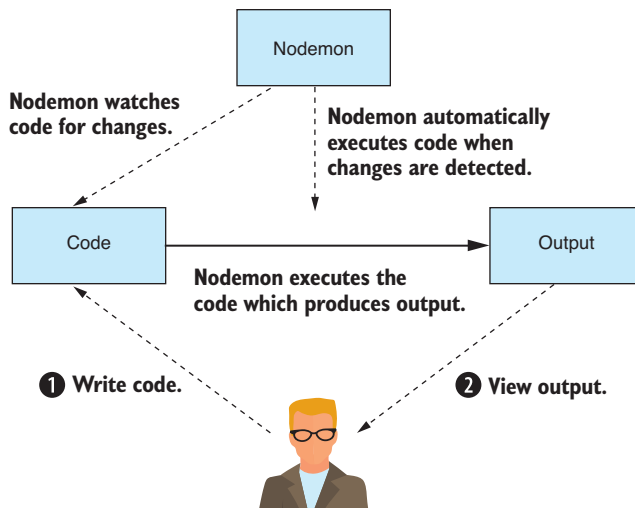 Nodemon
Nodemon watches
code for changes.
Nodemon automatically
executes code when
changes are detected.
Code
Output
Nodemon executes the
code which produces output.
1 Write code.
2 View output.